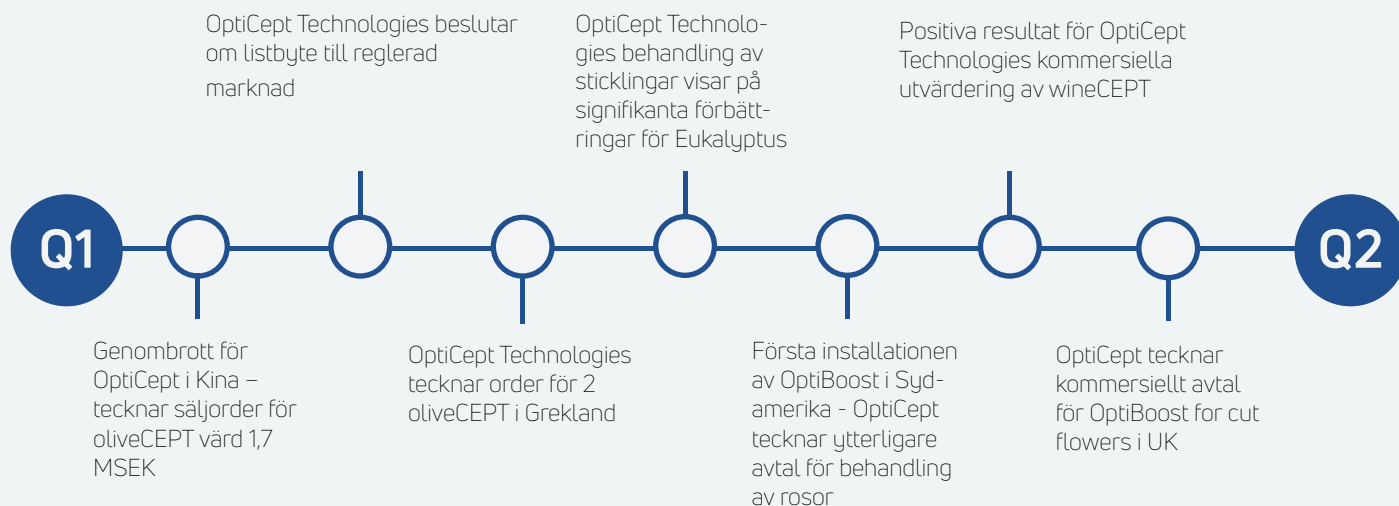 OptiCept Technologies beslutar
om listbyte till reglerad
marknad
OptiCept Technolo-
gies behandling av
sticklingar visar på
signifikanta förbätt-
ringar för Eukalyptus
Positiva resultat för OptiCept
Technologies kommersiella
utvärdering av wineCEPT
Q1
Q2
Genombrott för
OptiCept i Kina –
tecknar säljorder för
oliveCEPT värd 1,7
MSEK
OptiCept Technologies
tecknar order för 2
oliveCEPT i Grekland
Första installationen
av OptiBoost i Syd-
amerika - OptiCept
tecknar ytterligare
avtal för behandling
av rosor
OptiCept tecknar
kommersiellt avtal
för OptiBoost for cut
flowers i UK